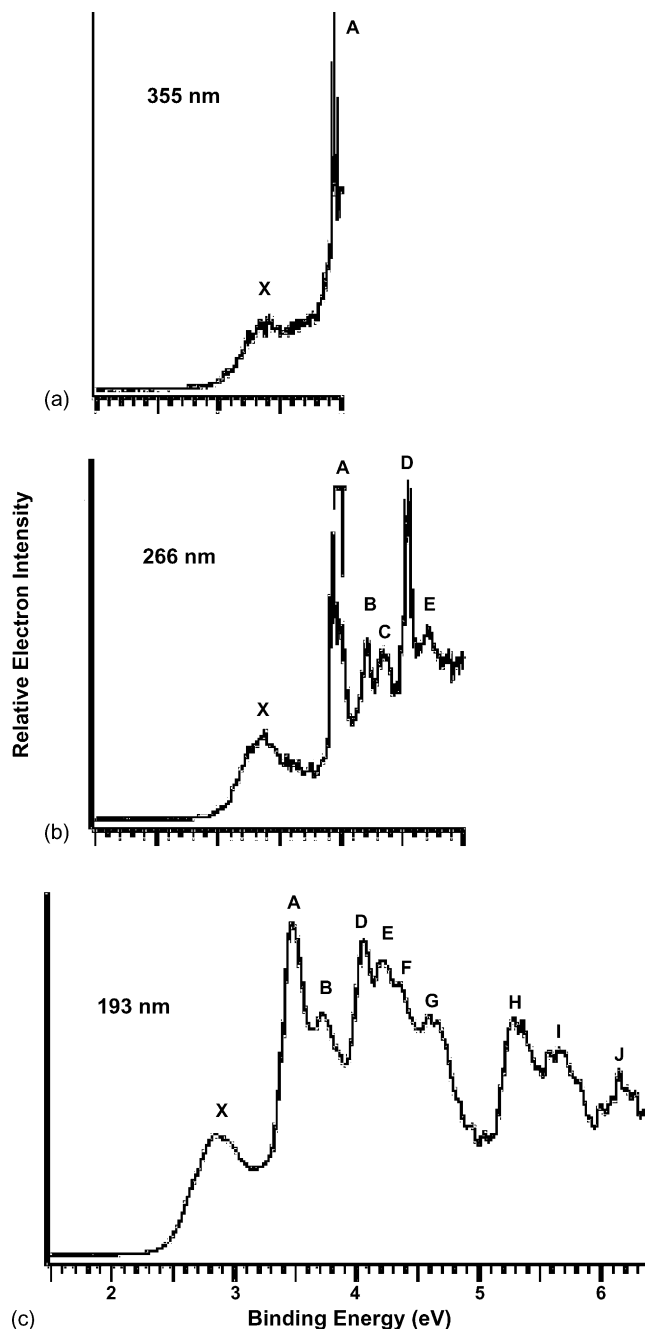 A
355 nm
X
(a)
A
D
266 nm
B
C
E
X
(b)
Relative Electron Intensity
A
D
E
B
F
193 nm
G
H
I
J
X
2 3 4 5 6
(c) Binding Energy (eV)